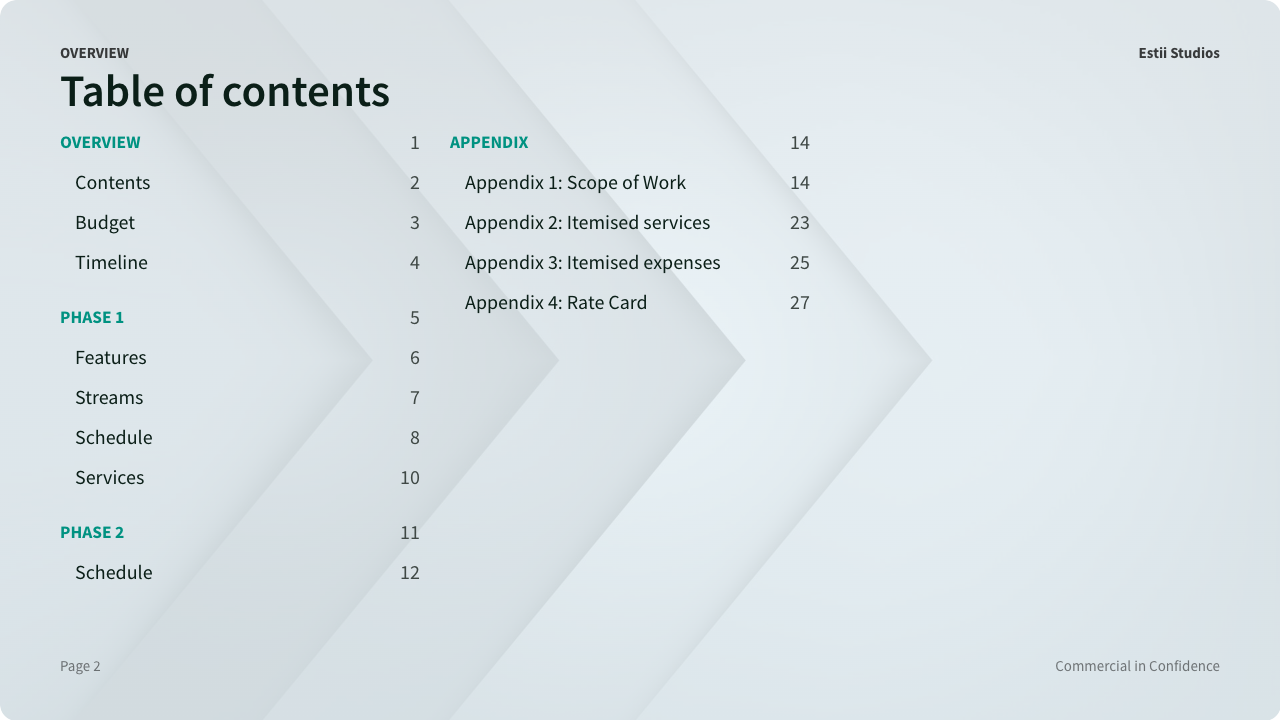 OVERVIEW
Estii Studios
Table of contents
OVERVIEW 1
Contents 2
Budget 3
Timeline 4
PHASE 1 5
Features 6
Streams 7
Schedule 8
Services 10
PHASE 2 11
Schedule 12
APPENDIX 14
Appendix 1: Scope of Work 14
Appendix 2: Itemised services 23
Appendix 3: Itemised expenses 25
Appendix 4: Rate Card 27
Page 2
Commercial in Confidence